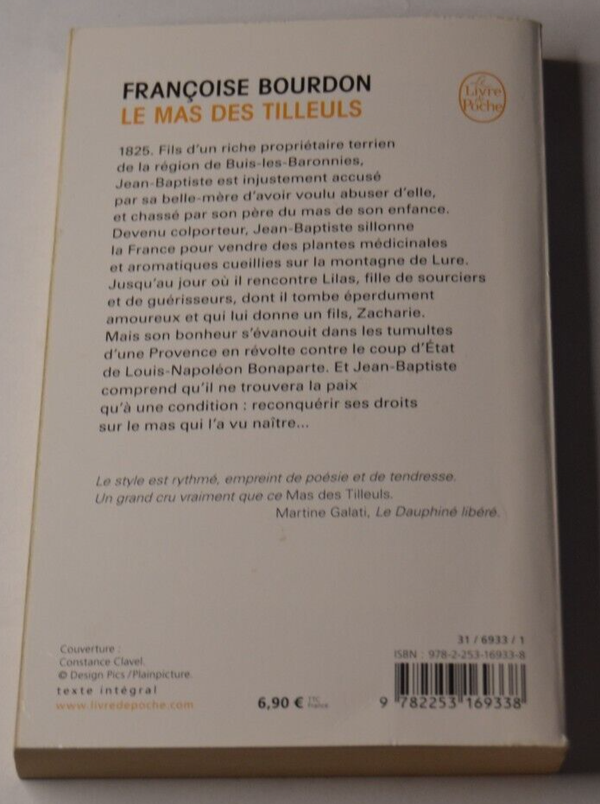 FRANÇOISE BOURDON
LE MAS DES TILLEULS
Le
Livre
de
Poche
1825. Fils d'un riche propriétaire terrien
de la région de Buis-les-Baronnies,
Jean-Baptiste est injustement accusé
par sa belle-mère d'avoir voulu abuser d'elle,
et chassé par son père du mas de son enfance.
Devenu colporteur, Jean-Baptiste sillonne
la France pour vendre des plantes médicinales
et aromatiques cueillies sur la montagne de Lure.
Jusqu'au jour où il rencontre Lilas, fille de sourciers
et de guérisseurs, dont il tombe éperdument
amoureux et qui lui donne un fils, Zacharie.
Mais son bonheur s'évanouit dans les tumultes
d'une Provence en révolte contre le coup d'État
de Louis-Napoléon Bonaparte. Et Jean-Baptiste
comprend qu'il ne trouvera la paix
qu'à une condition : reconquérir ses droits
sur le mas qui l'a vu naître...
Le style est rythmé, empreint de poésie et de tendresse.
Un grand cru vraiment que ce Mas des Tilleuls.
Martine Galati, Le Dauphiné libéré.
Couverture :
Constance Clavel.
© Design Pics / Plainpicture.
texte intégral
www.livredepoche.com
6,90 € TTC
France
31 / 6933 / 1
ISBN : 978-2-253-16933-8
9 782253 169338